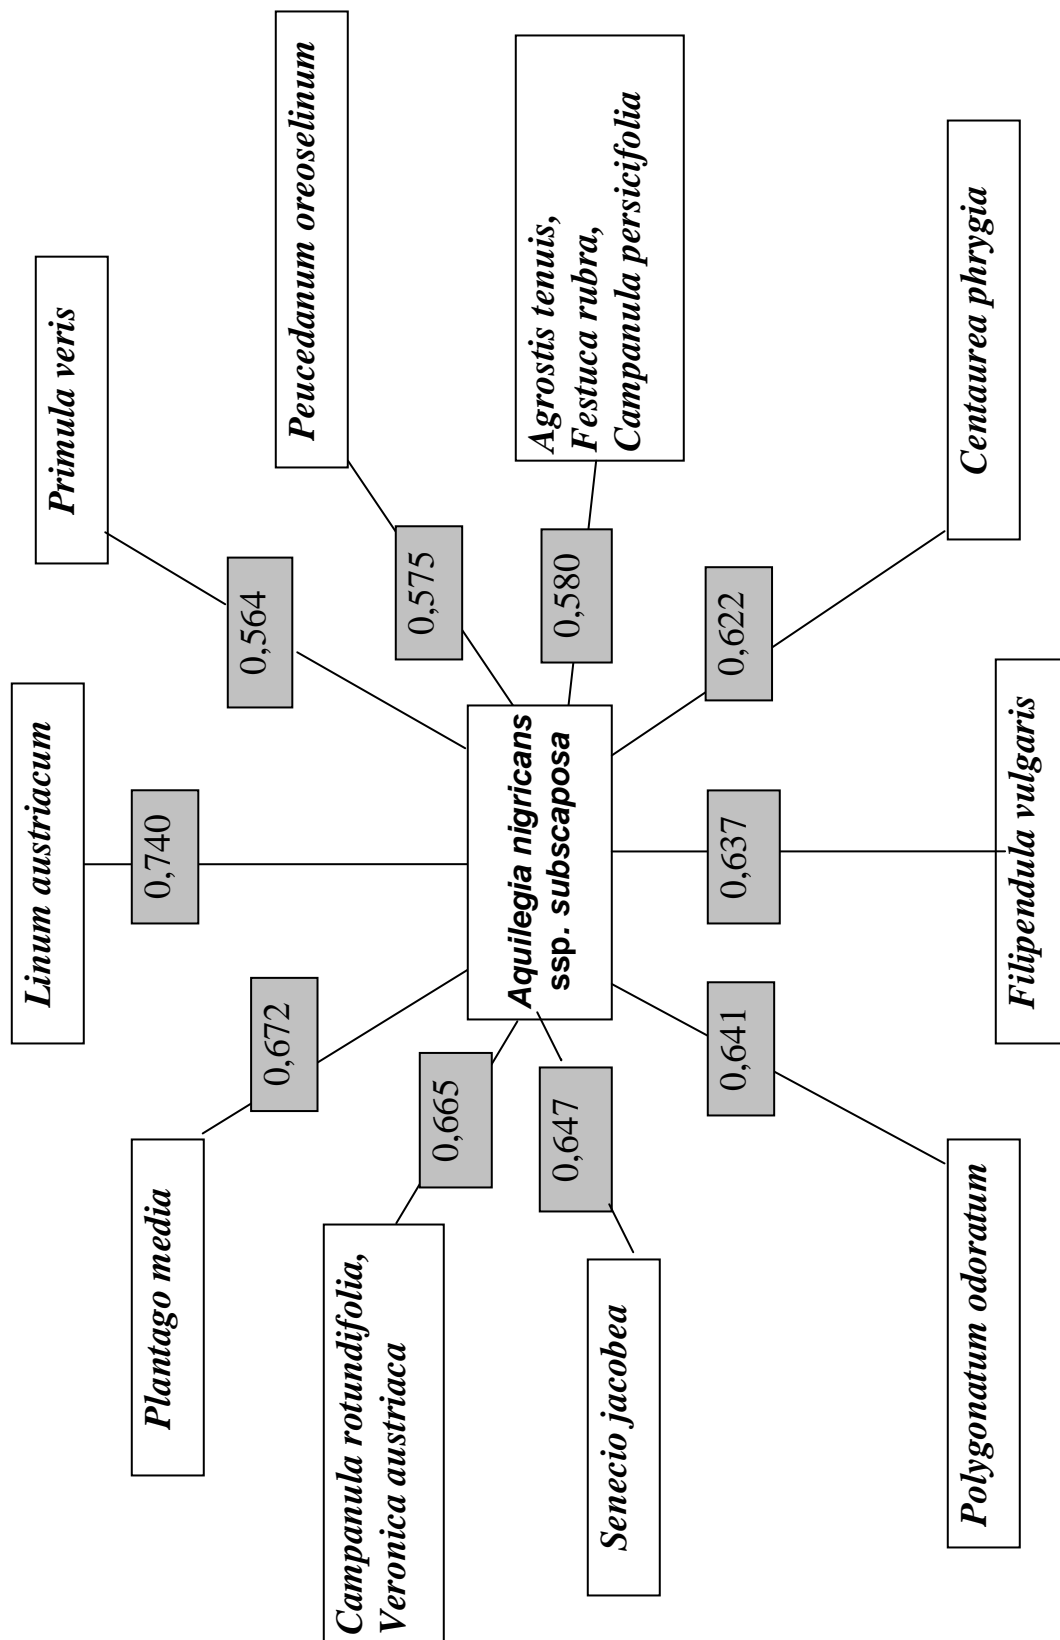 Linum austriacum
0,740
Primula veris
0,564
Peucedanum oreoselinum
0,575
Agrostis tenuis,
Festuca rubra,
Campanula persicifolia
0,580
Centaurea phrygia
0,622
Filipendula vulgaris
0,637
Polygonatum odoratum
0,641
Senecio jacobea
0,647
Campanula rotundifolia,
Veronica austriaca
0,665
Plantago media
0,672
Aquilegia nigricans
ssp. subscaposa